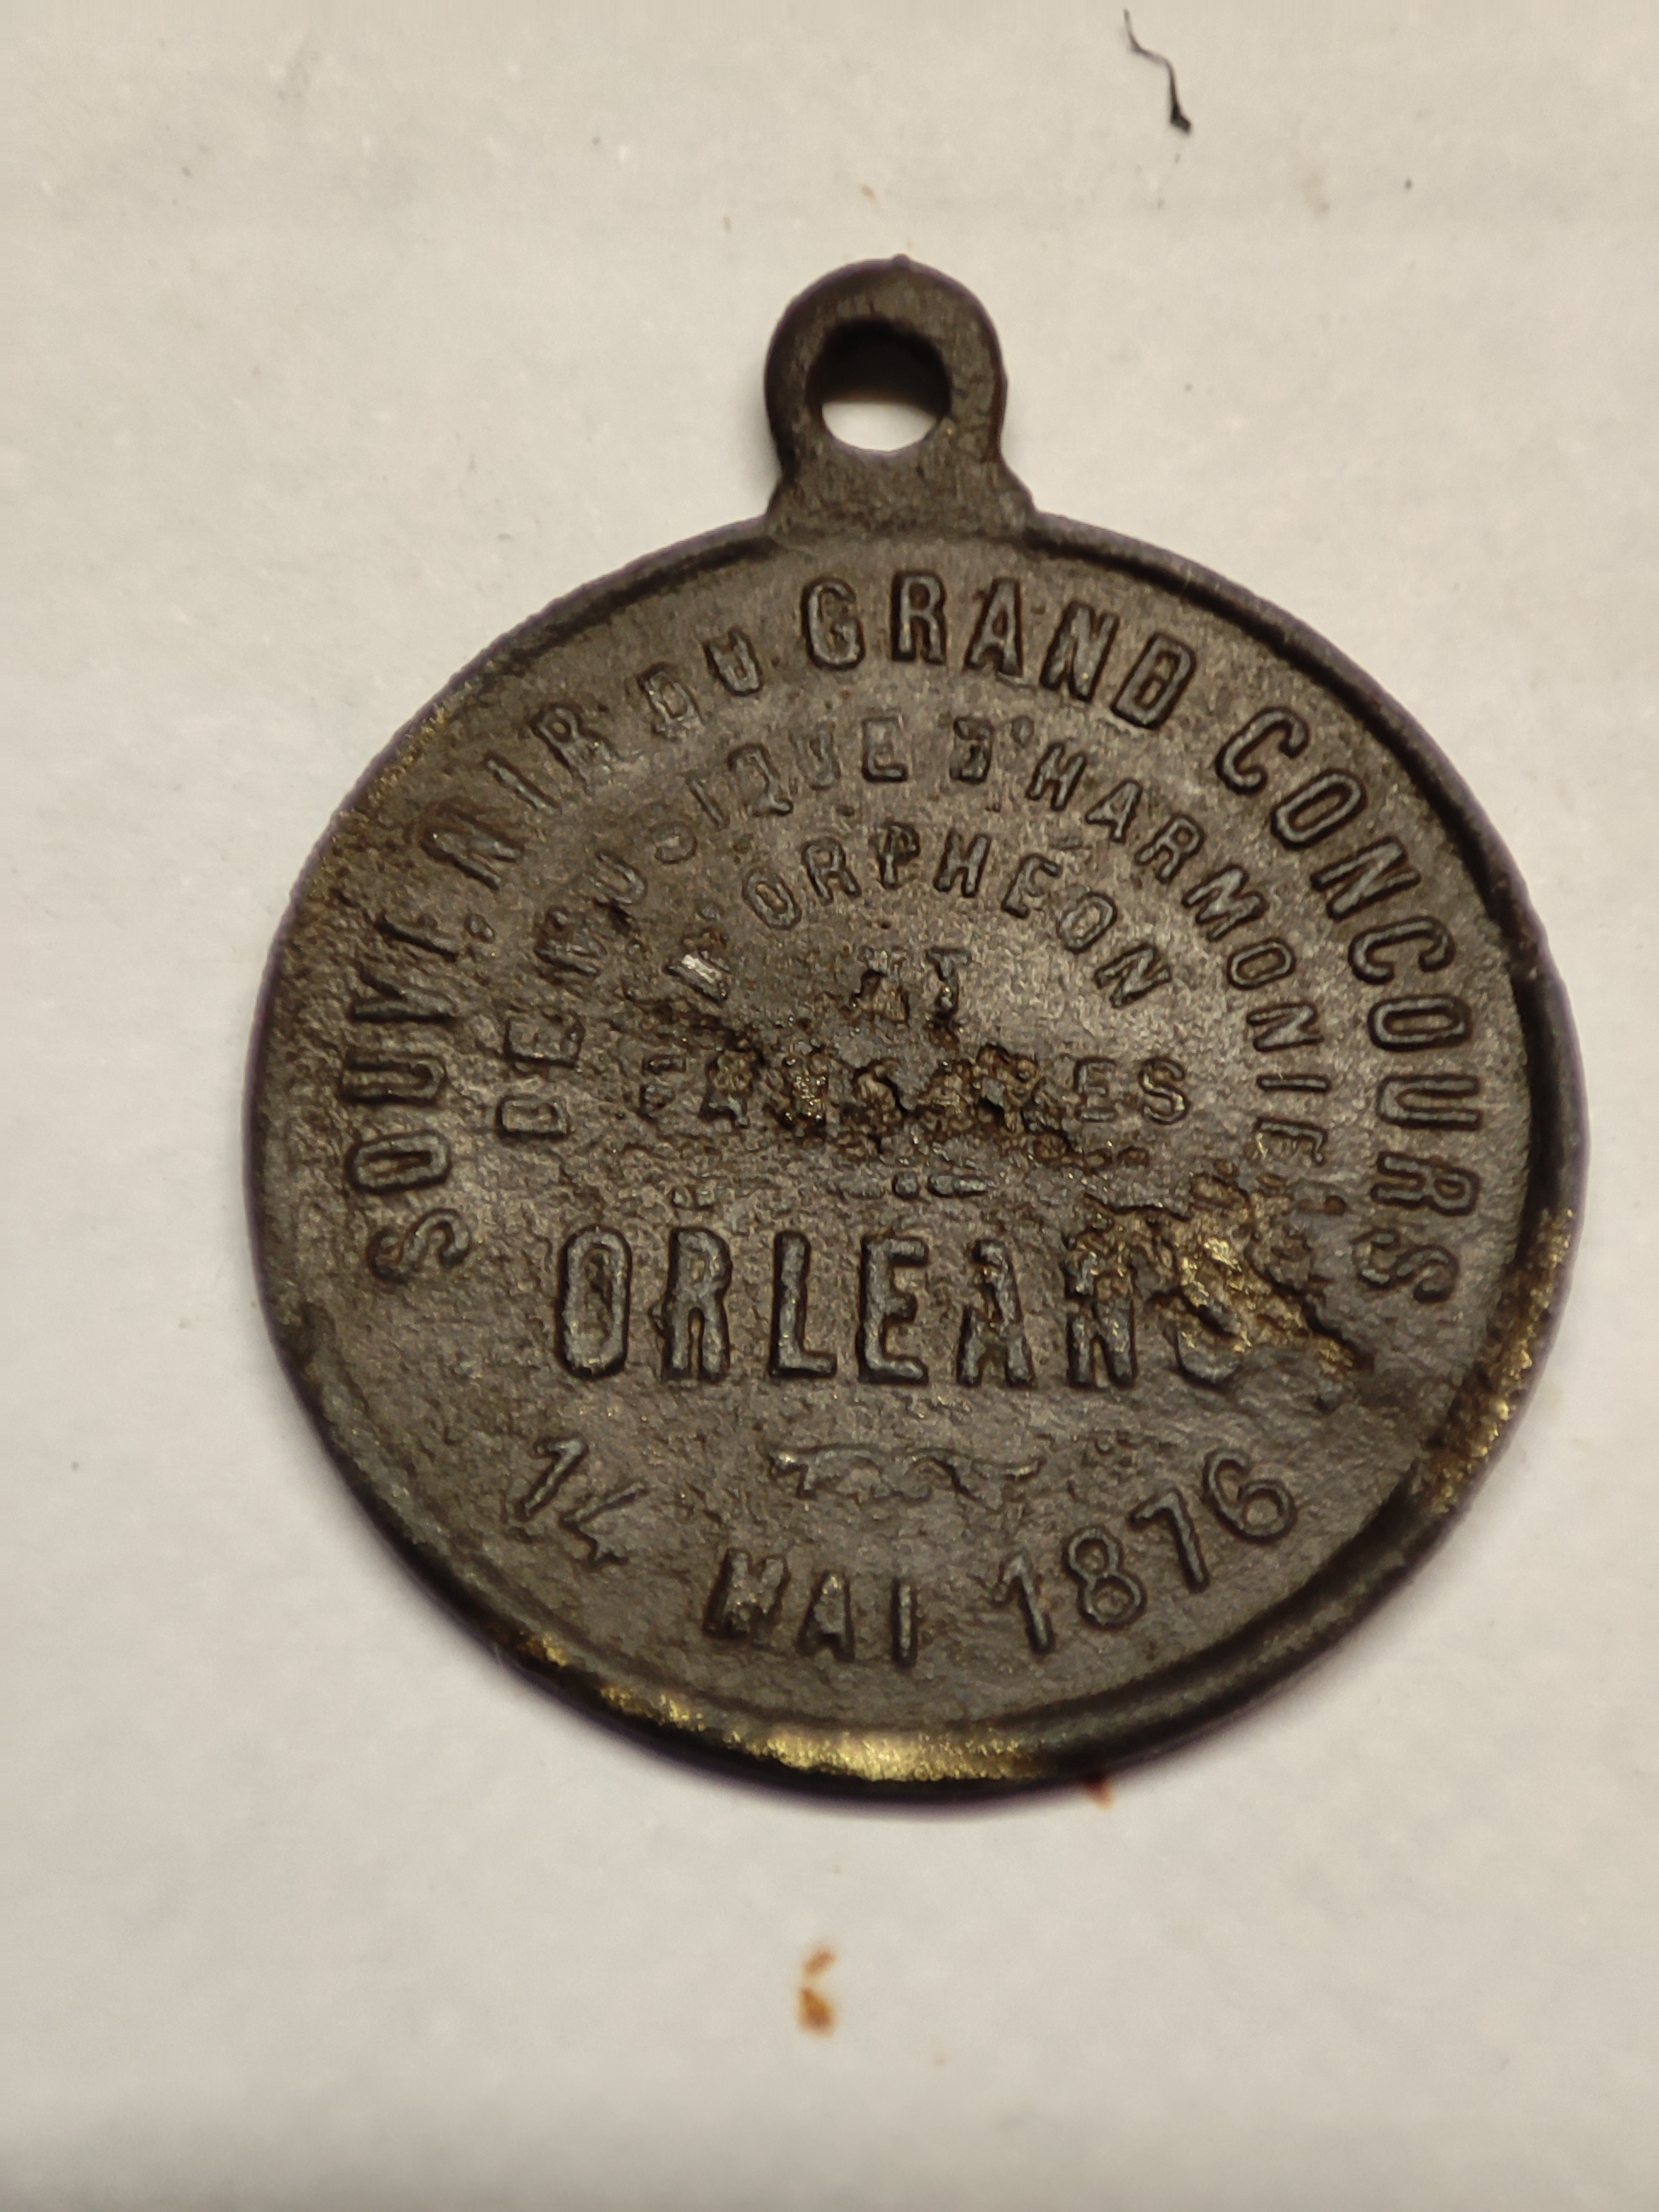 SOUVENIR DU GRAND CONCOURS
DE MUSIQUE D'HARMONIE
ORPHEON
ET
FANFARES
ORLEANS
14 MAI 1876